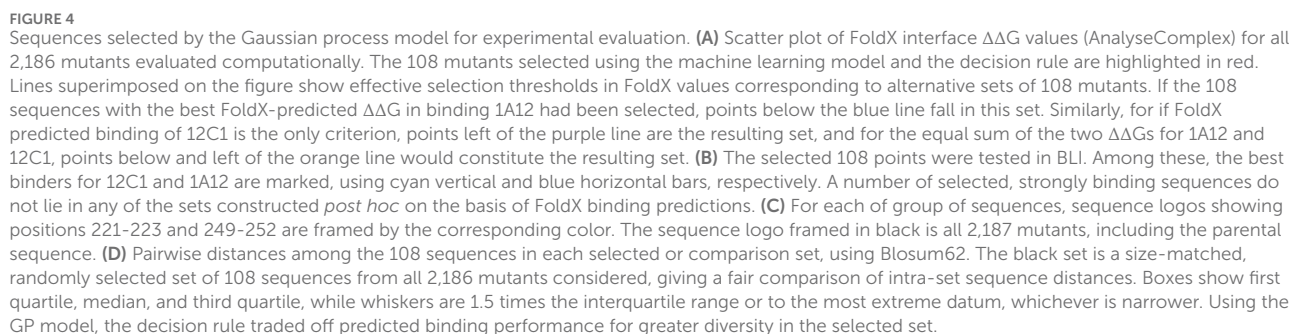 FIGURE 4
Sequences selected by the Gaussian process model for experimental evaluation. (A) Scatter plot of FoldX interface ΔΔG values (AnalyseComplex) for all
2,186 mutants evaluated computationally. The 108 mutants selected using the machine learning model and the decision rule are highlighted in red.
Lines superimposed on the figure show effective selection thresholds in FoldX values corresponding to alternative sets of 108 mutants. If the 108
sequences with the best FoldX-predicted ΔΔG in binding 1A12 had been selected, points below the blue line fall in this set. Similarly, for if FoldX
predicted binding of 12C1 is the only criterion, points left of the purple line are the resulting set, and for the equal sum of the two ΔΔGs for 1A12 and
12C1, points below and left of the orange line would constitute the resulting set. (B) The selected 108 points were tested in BLI. Among these, the best
binders for 12C1 and 1A12 are marked, using cyan vertical and blue horizontal bars, respectively. A number of selected, strongly binding sequences do
not lie in any of the sets constructed post hoc on the basis of FoldX binding predictions. (C) For each of group of sequences, sequence logos showing
positions 221-223 and 249-252 are framed by the corresponding color. The sequence logo framed in black is all 2,187 mutants, including the parental
sequence. (D) Pairwise distances among the 108 sequences in each selected or comparison set, using Blosum62. The black set is a size-matched,
randomly selected set of 108 sequences from all 2,186 mutants considered, giving a fair comparison of intra-set sequence distances. Boxes show first
quartile, median, and third quartile, while whiskers are 1.5 times the interquartile range or to the most extreme datum, whichever is narrower. Using the
GP model, the decision rule traded off predicted binding performance for greater diversity in the selected set.